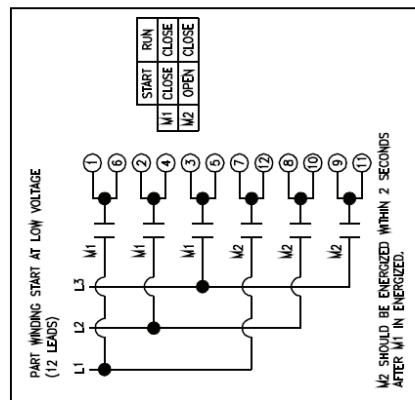 PART WINDING START AT LOW VOLTAGE
(12 LEADS)
START RUN
M1 CLOSE CLOSE
M2 OPEN CLOSE
L1 L2 L3
M1 M1 M1 M2 M2 M2
1 6 2 4 3 5 7 12 8 10 9 11
M2 SHOULD BE ENERGIZED WITHIN 2 SECONDS
AFTER M1 IN ENERGIZED.